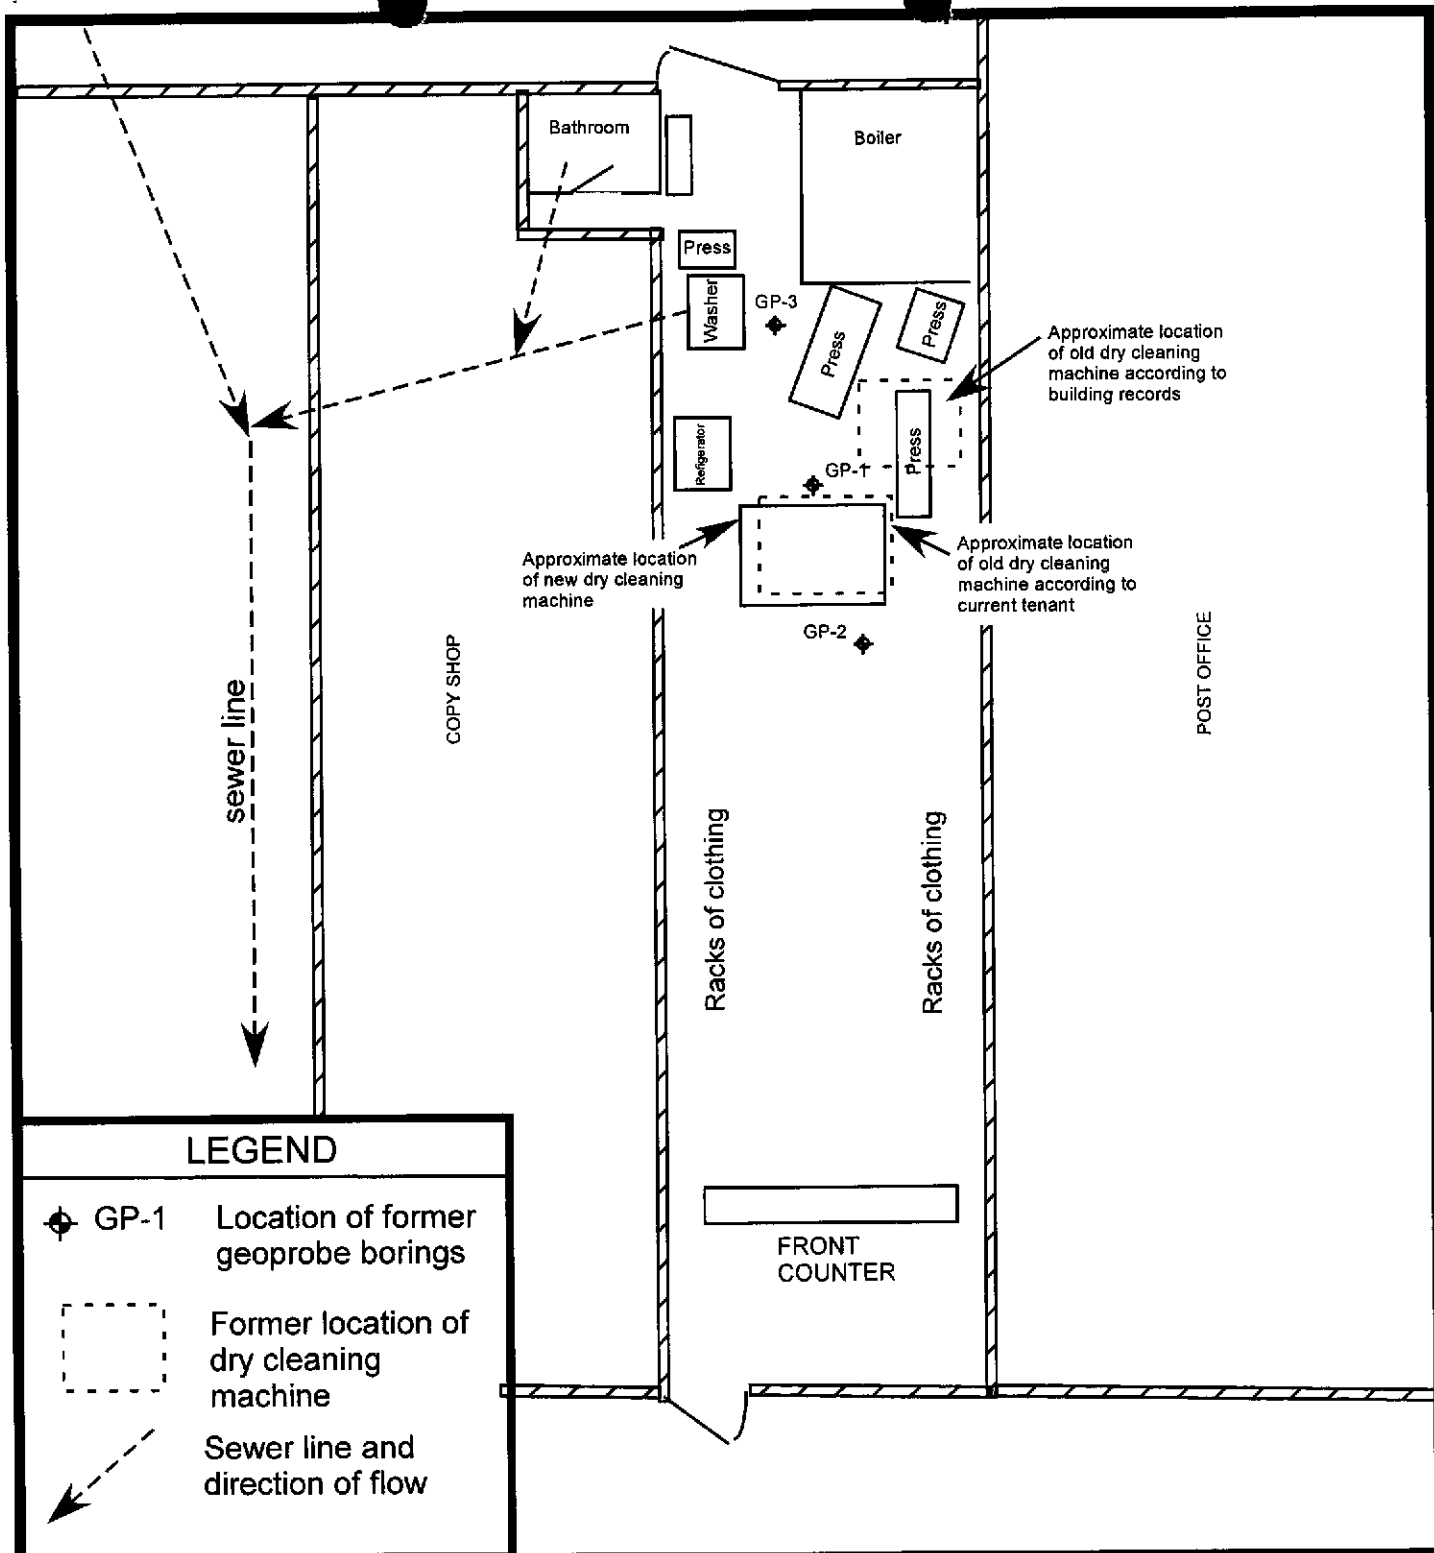 Bathroom
Boiler
Press
Washer
GP-3
Press
Press
Approximate location
of old dry cleaning
machine according to
building records
Refigerator
Press
GP-1
Approximate location
of new dry cleaning
machine
Approximate location
of old dry cleaning
machine according to
current tenant
GP-2
COPY SHOP
POST OFFICE
sewer line
Racks of clothing
Racks of clothing
FRONT
COUNTER
LEGEND
GP-1 Location of former
geoprobe borings
Former location of
dry cleaning
machine
Sewer line and
direction of flow